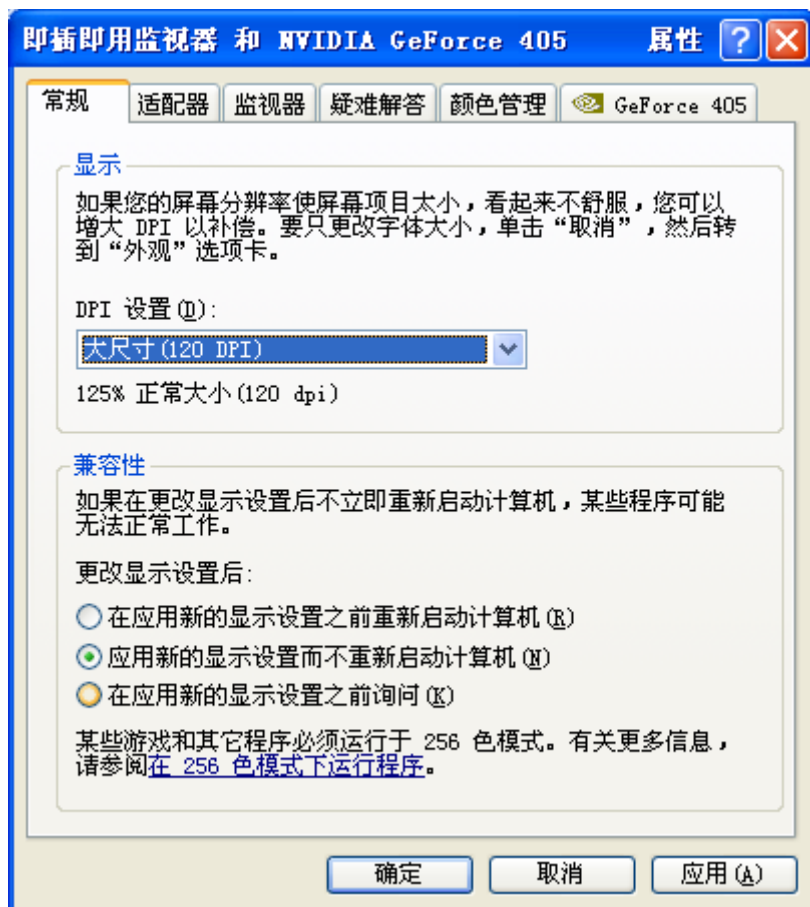 即插即用监视器 和 NVIDIA GeForce 405 属性
常规 适配器 监视器 疑难解答 颜色管理 GeForce 405
显示
如果您的屏幕分辨率使屏幕项目太小，看起来不舒服，您可以
增大 DPI 以补偿。要只更改字体大小，单击“取消”，然后转
到“外观”选项卡。
DPI 设置(D):
大尺寸(120 DPI)
125% 正常大小(120 dpi)
兼容性
如果在更改显示设置后不立即重新启动计算机，某些程序可能
无法正常工作。
更改显示设置后:
在应用新的显示设置之前重新启动计算机(R)
应用新的显示设置而不重新启动计算机(N)
在应用新的显示设置之前询问(K)
某些游戏和其它程序必须运行于 256 色模式。有关更多信息，
请参阅在 256 色模式下运行程序。
确定 取消 应用(A)